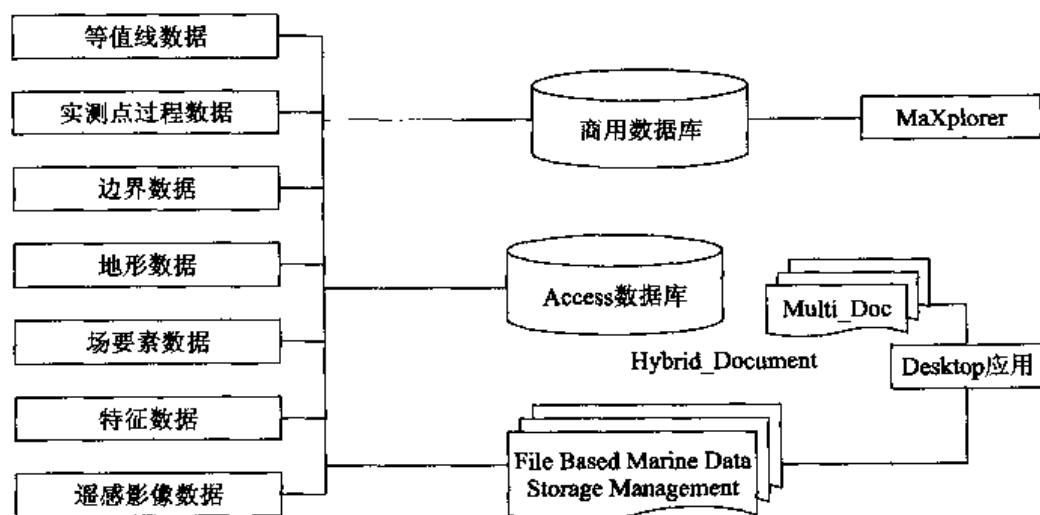 等值线数据
实测点过程数据
边界数据
地形数据
场要素数据
特征数据
遥感影像数据
商用数据库
MaXplorer
Access数据库
Multi_Doc
Hybrid_Document
Desktop应用
File Based Marine Data
Storage Management